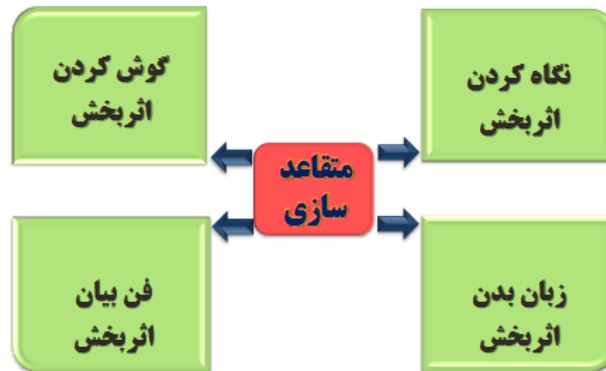 نگاه کردن
اثربخش
گوش کردن
اثربخش
متقاعد
سازی
زبان بدن
اثربخش
فن بیان
اثربخش